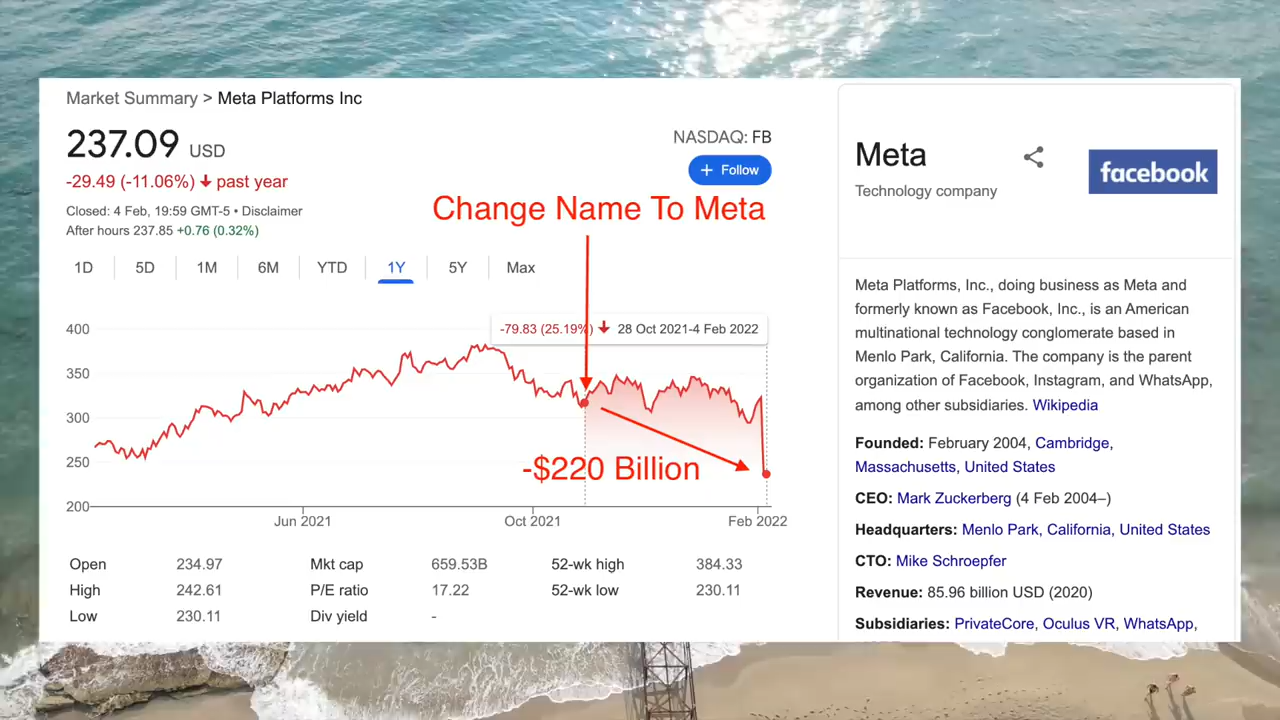 Market Summary > Meta Platforms Inc
237.09 USD
-29.49 (-11.06%) past year
Closed: 4 Feb, 19:59 GMT-5 • Disclaimer
After hours 237.85 +0.76 (0.32%)
NASDAQ: FB
+ Follow
Change Name To Meta
1D 5D 1M 6M YTD 1Y 5Y Max
-79.83 (25.19%) 28 Oct 2021-4 Feb 2022
400
350
300
250
200
-$220 Billion
Jun 2021 Oct 2021 Feb 2022
Open 234.97 Mkt cap 659.53B 52-wk high 384.33
High 242.61 P/E ratio 17.22 52-wk low 230.11
Low 230.11 Div yield -
Meta
Technology company
facebook
Meta Platforms, Inc., doing business as Meta and
formerly known as Facebook, Inc., is an American
multinational technology conglomerate based in
Menlo Park, California. The company is the parent
organization of Facebook, Instagram, and WhatsApp,
among other subsidiaries. Wikipedia
Founded: February 2004, Cambridge,
Massachusetts, United States
CEO: Mark Zuckerberg (4 Feb 2004–)
Headquarters: Menlo Park, California, United States
CTO: Mike Schroepfer
Revenue: 85.96 billion USD (2020)
Subsidiaries: PrivateCore, Oculus VR, WhatsApp,